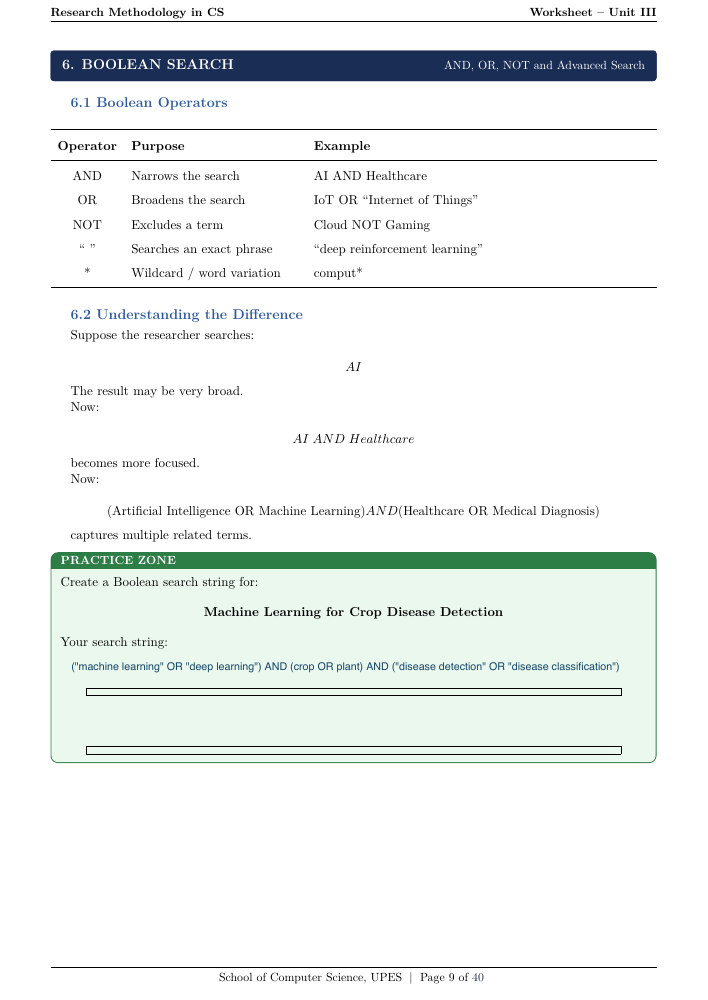 Research Methodology in CS Worksheet – Unit III
6. BOOLEAN SEARCH AND, OR, NOT and Advanced Search
6.1 Boolean Operators
Operator Purpose Example
AND Narrows the search AI AND Healthcare
OR Broadens the search IoT OR “Internet of Things”
NOT Excludes a term Cloud NOT Gaming
“ ” Searches an exact phrase “deep reinforcement learning”
* Wildcard / word variation comput*
6.2 Understanding the Difference
Suppose the researcher searches:
AI
The result may be very broad.
Now:
AI AND Healthcare
becomes more focused.
Now:
(Artificial Intelligence OR Machine Learning)AND(Healthcare OR Medical Diagnosis)
captures multiple related terms.
PRACTICE ZONE
Create a Boolean search string for:
Machine Learning for Crop Disease Detection
Your search string:
("machine learning" OR "deep learning") AND (crop OR plant) AND ("disease detection" OR "disease classification")
School of Computer Science, UPES | Page 9 of 40